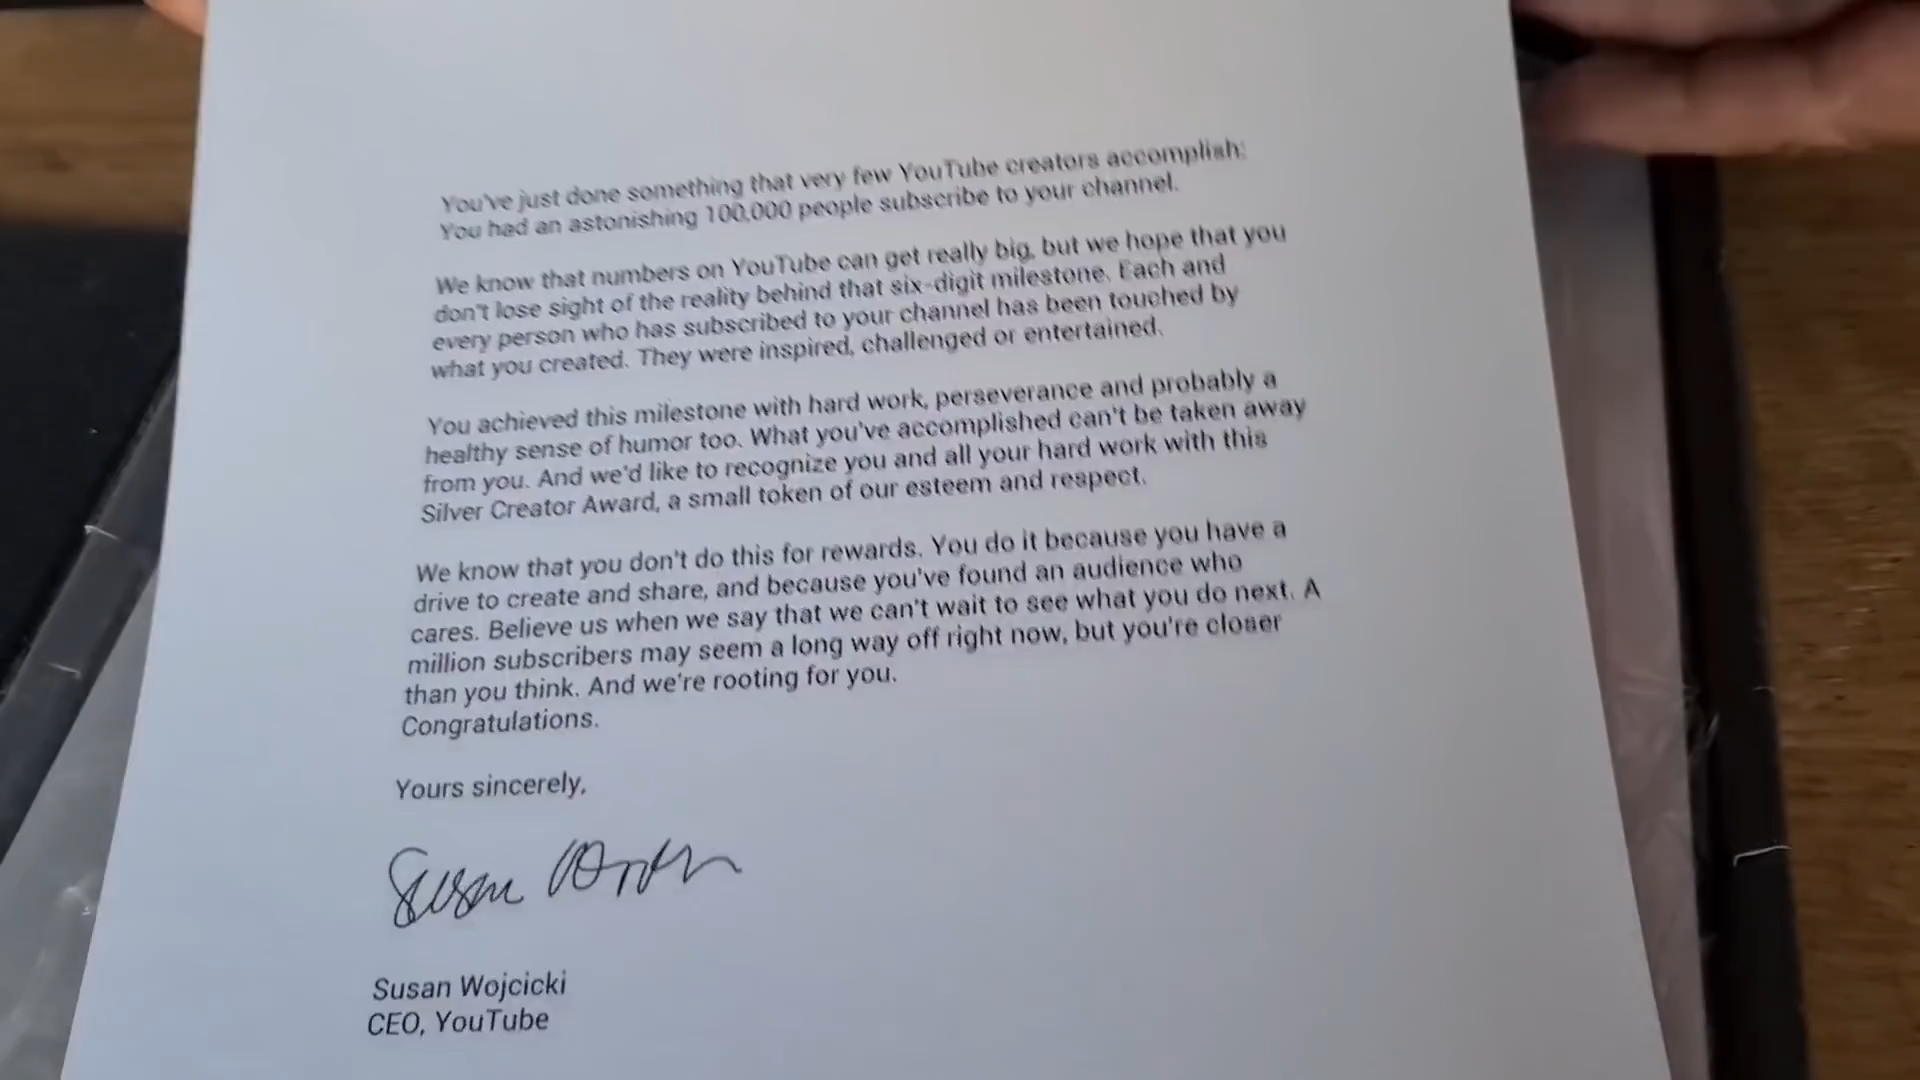 You've just done something that very few YouTube creators accomplish:
You had an astonishing 100,000 people subscribe to your channel.
We know that numbers on YouTube can get really big, but we hope that you
don't lose sight of the reality behind that six-digit milestone. Each and
every person who has subscribed to your channel has been touched by
what you created. They were inspired, challenged or entertained.
You achieved this milestone with hard work, perseverance and probably a
healthy sense of humor too. What you've accomplished can't be taken away
from you. And we'd like to recognize you and all your hard work with this
Silver Creator Award, a small token of our esteem and respect.
We know that you don't do this for rewards. You do it because you have a
drive to create and share, and because you've found an audience who
cares. Believe us when we say that we can't wait to see what you do next. A
million subscribers may seem a long way off right now, but you're closer
than you think. And we're rooting for you.
Congratulations.
Yours sincerely,
Susan Wojcicki
CEO, YouTube